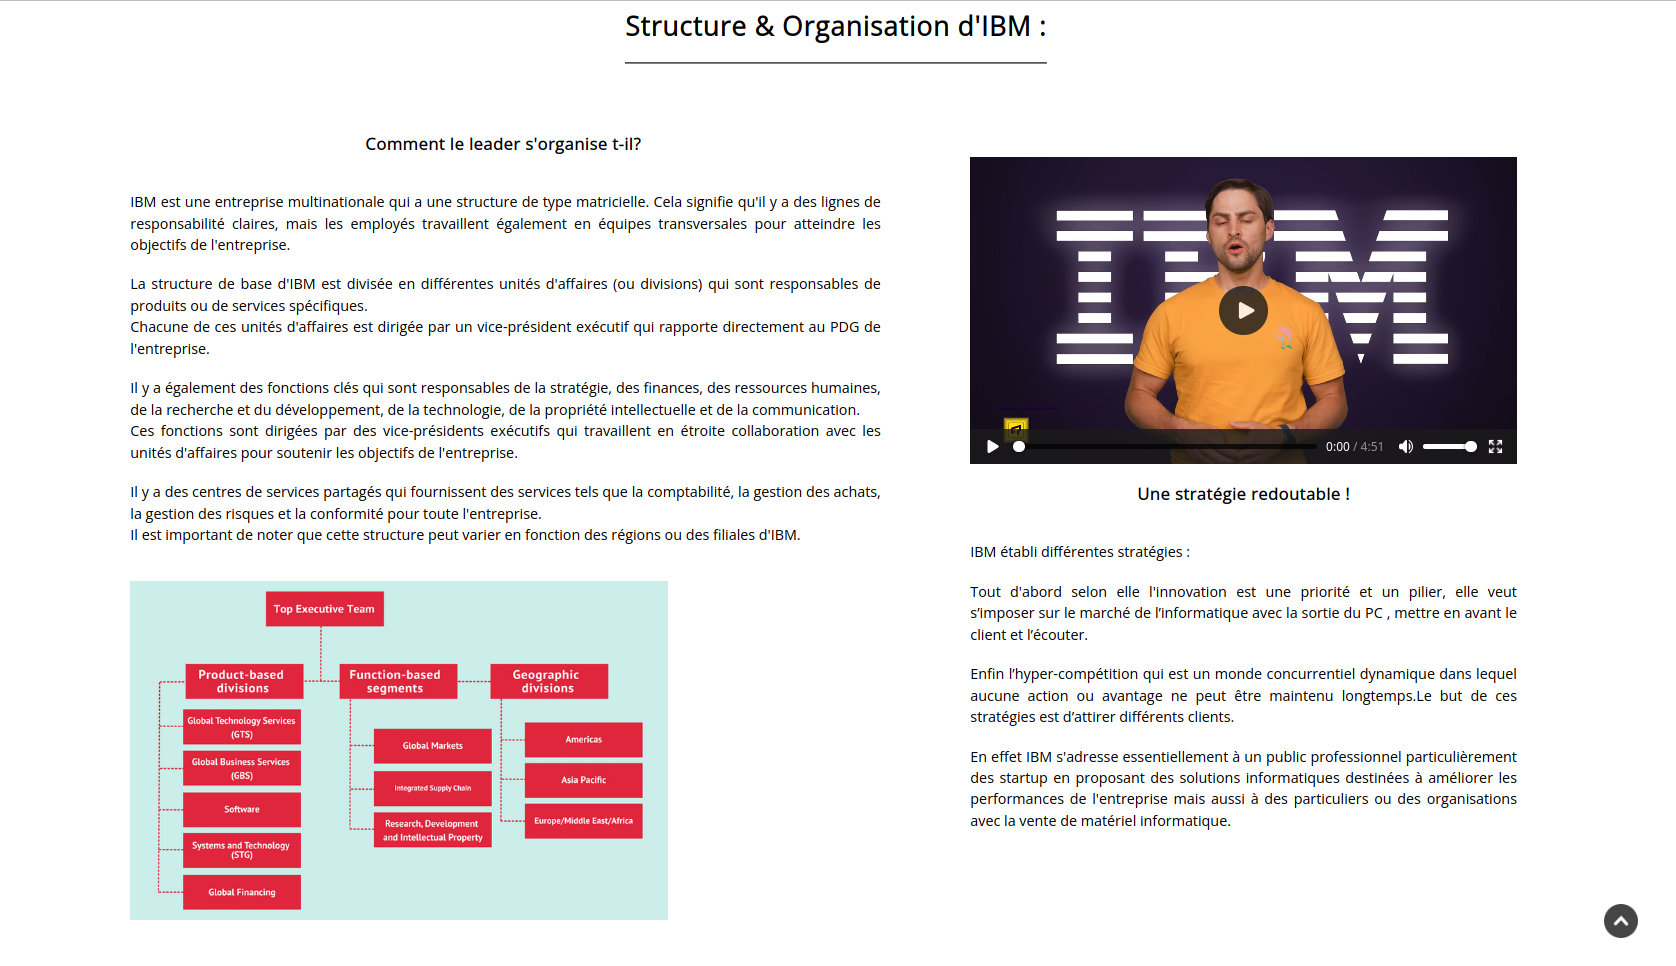 Structure & Organisation d'IBM :
Comment le leader s'organise t-il?
IBM est une entreprise multinationale qui a une structure de type matricielle. Cela signifie qu'il y a des lignes de
responsabilité claires, mais les employés travaillent également en équipes transversales pour atteindre les
objectifs de l'entreprise.
La structure de base d'IBM est divisée en différentes unités d'affaires (ou divisions) qui sont responsables de
produits ou de services spécifiques.
Chacune de ces unités d'affaires est dirigée par un vice-président exécutif qui rapporte directement au PDG de
l'entreprise.
Il y a également des fonctions clés qui sont responsables de la stratégie, des finances, des ressources humaines,
de la recherche et du développement, de la technologie, de la propriété intellectuelle et de la communication.
Ces fonctions sont dirigées par des vice-présidents exécutifs qui travaillent en étroite collaboration avec les
unités d'affaires pour soutenir les objectifs de l'entreprise.
Il y a des centres de services partagés qui fournissent des services tels que la comptabilité, la gestion des achats,
la gestion des risques et la conformité pour toute l'entreprise.
Il est important de noter que cette structure peut varier en fonction des régions ou des filiales d'IBM.
Top Executive Team
Product-based
divisions
Global Technology Services
(GTS)
Global Business Services
(GBS)
Software
Systems and Technology
(STG)
Global Financing
Function-based
segments
Global Markets
Integrated Supply Chain
Research, Development
and Intellectual Property
Geographic
divisions
Americas
Asia Pacific
Europe/Middle East/Africa
IBM
0:00 / 4:51
Une stratégie redoutable !
IBM établi différentes stratégies :
Tout d'abord selon elle l'innovation est une priorité et un pilier, elle veut
s’imposer sur le marché de l’informatique avec la sortie du PC , mettre en avant le
client et l’écouter.
Enfin l’hyper-compétition qui est un monde concurrentiel dynamique dans lequel
aucune action ou avantage ne peut être maintenu longtemps.Le but de ces
stratégies est d’attirer différents clients.
En effet IBM s'adresse essentiellement à un public professionnel particulièrement
des startup en proposant des solutions informatiques destinées à améliorer les
performances de l'entreprise mais aussi à des particuliers ou des organisations
avec la vente de matériel informatique.